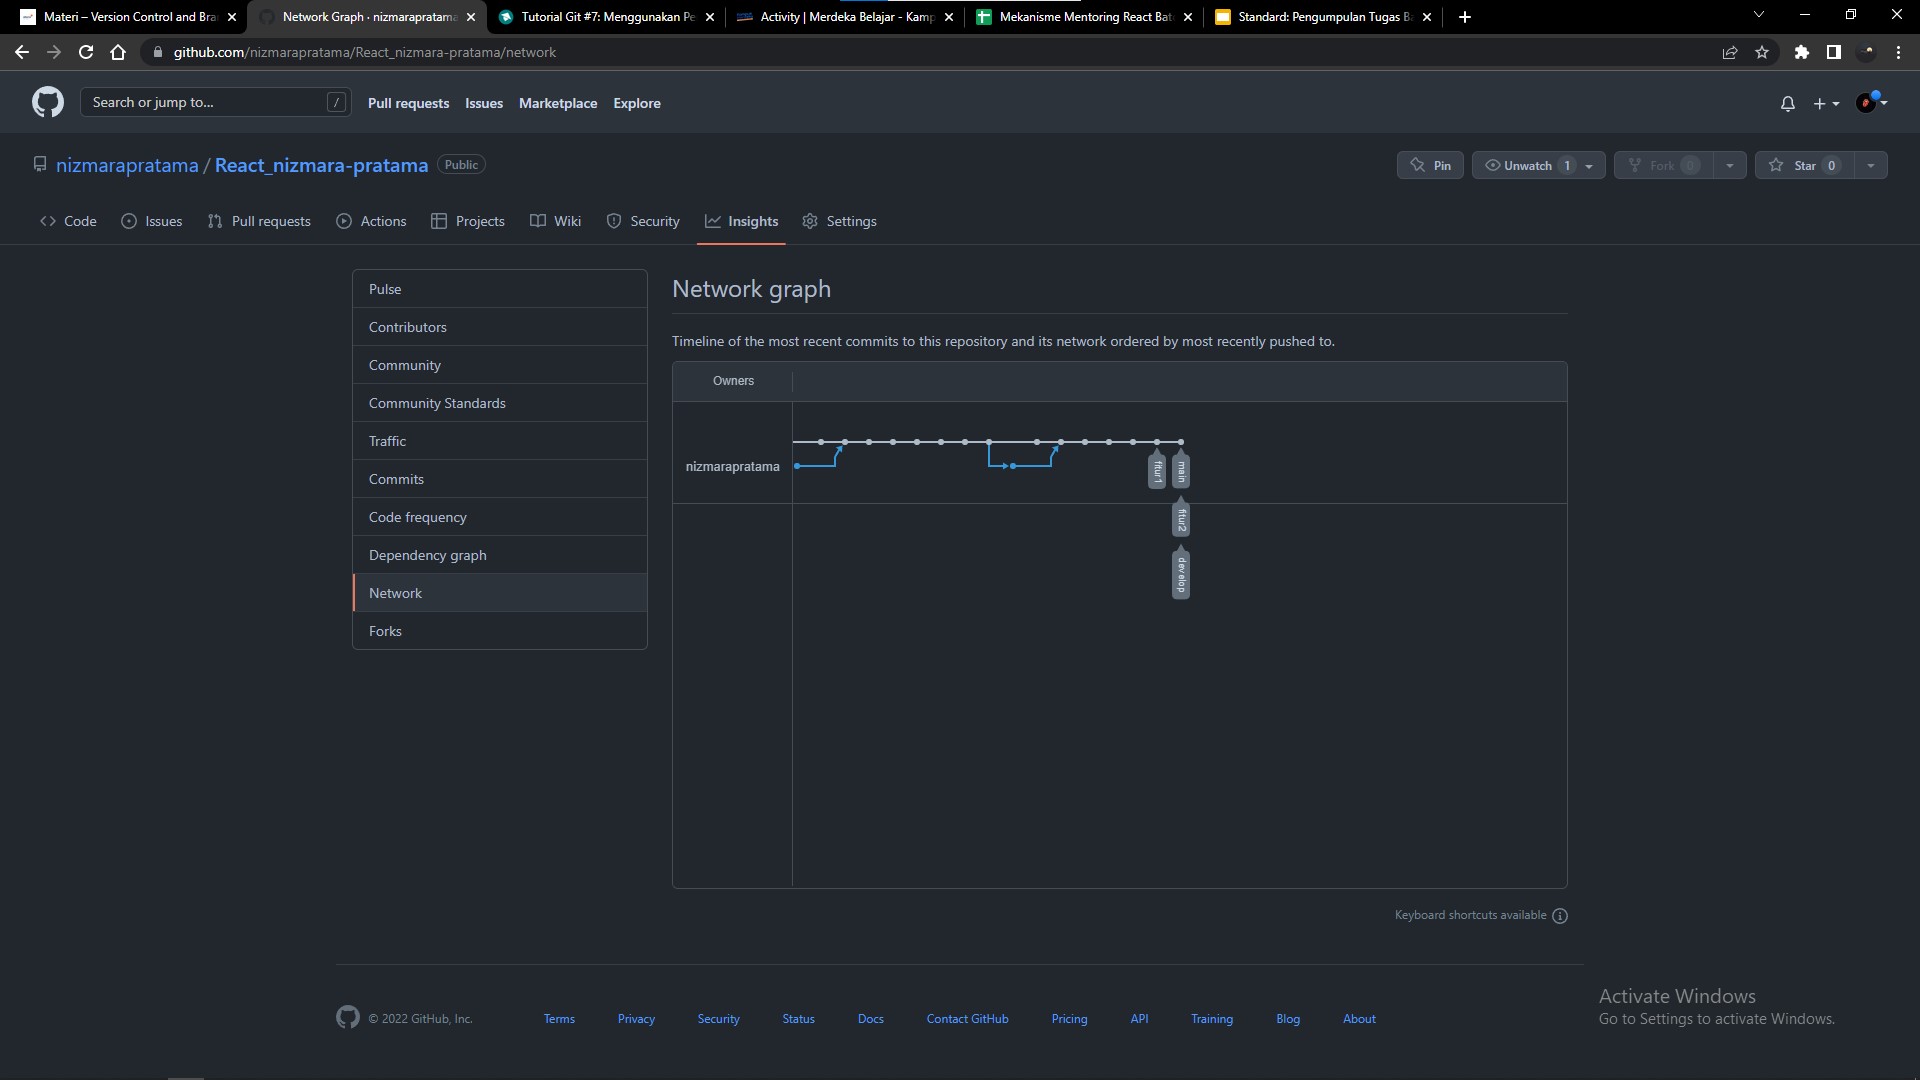 Materi – Version Control and Bra
Network Graph · nizmarapratama
Tutorial Git #7: Menggunakan Pe
Activity | Merdeka Belajar - Kamp
Mekanisme Mentoring React Bat
Standard: Pengumpulan Tugas Ba
github.com/nizmarapratama/React_nizmara-pratama/network
Search or jump to... /
Pull requests
Issues
Marketplace
Explore
nizmarapratama / React_nizmara-pratama Public
Pin
Unwatch 1
Fork 0
Star 0
Code
Issues
Pull requests
Actions
Projects
Wiki
Security
Insights
Settings
Pulse
Contributors
Community
Community Standards
Traffic
Commits
Code frequency
Dependency graph
Network
Forks
Network graph
Timeline of the most recent commits to this repository and its network ordered by most recently pushed to.
Owners
nizmarapratama
fitur1
main
fitur2
develop
Keyboard shortcuts available
© 2022 GitHub, Inc.
Terms
Privacy
Security
Status
Docs
Contact GitHub
Pricing
API
Training
Blog
About
Activate Windows
Go to Settings to activate Windows.